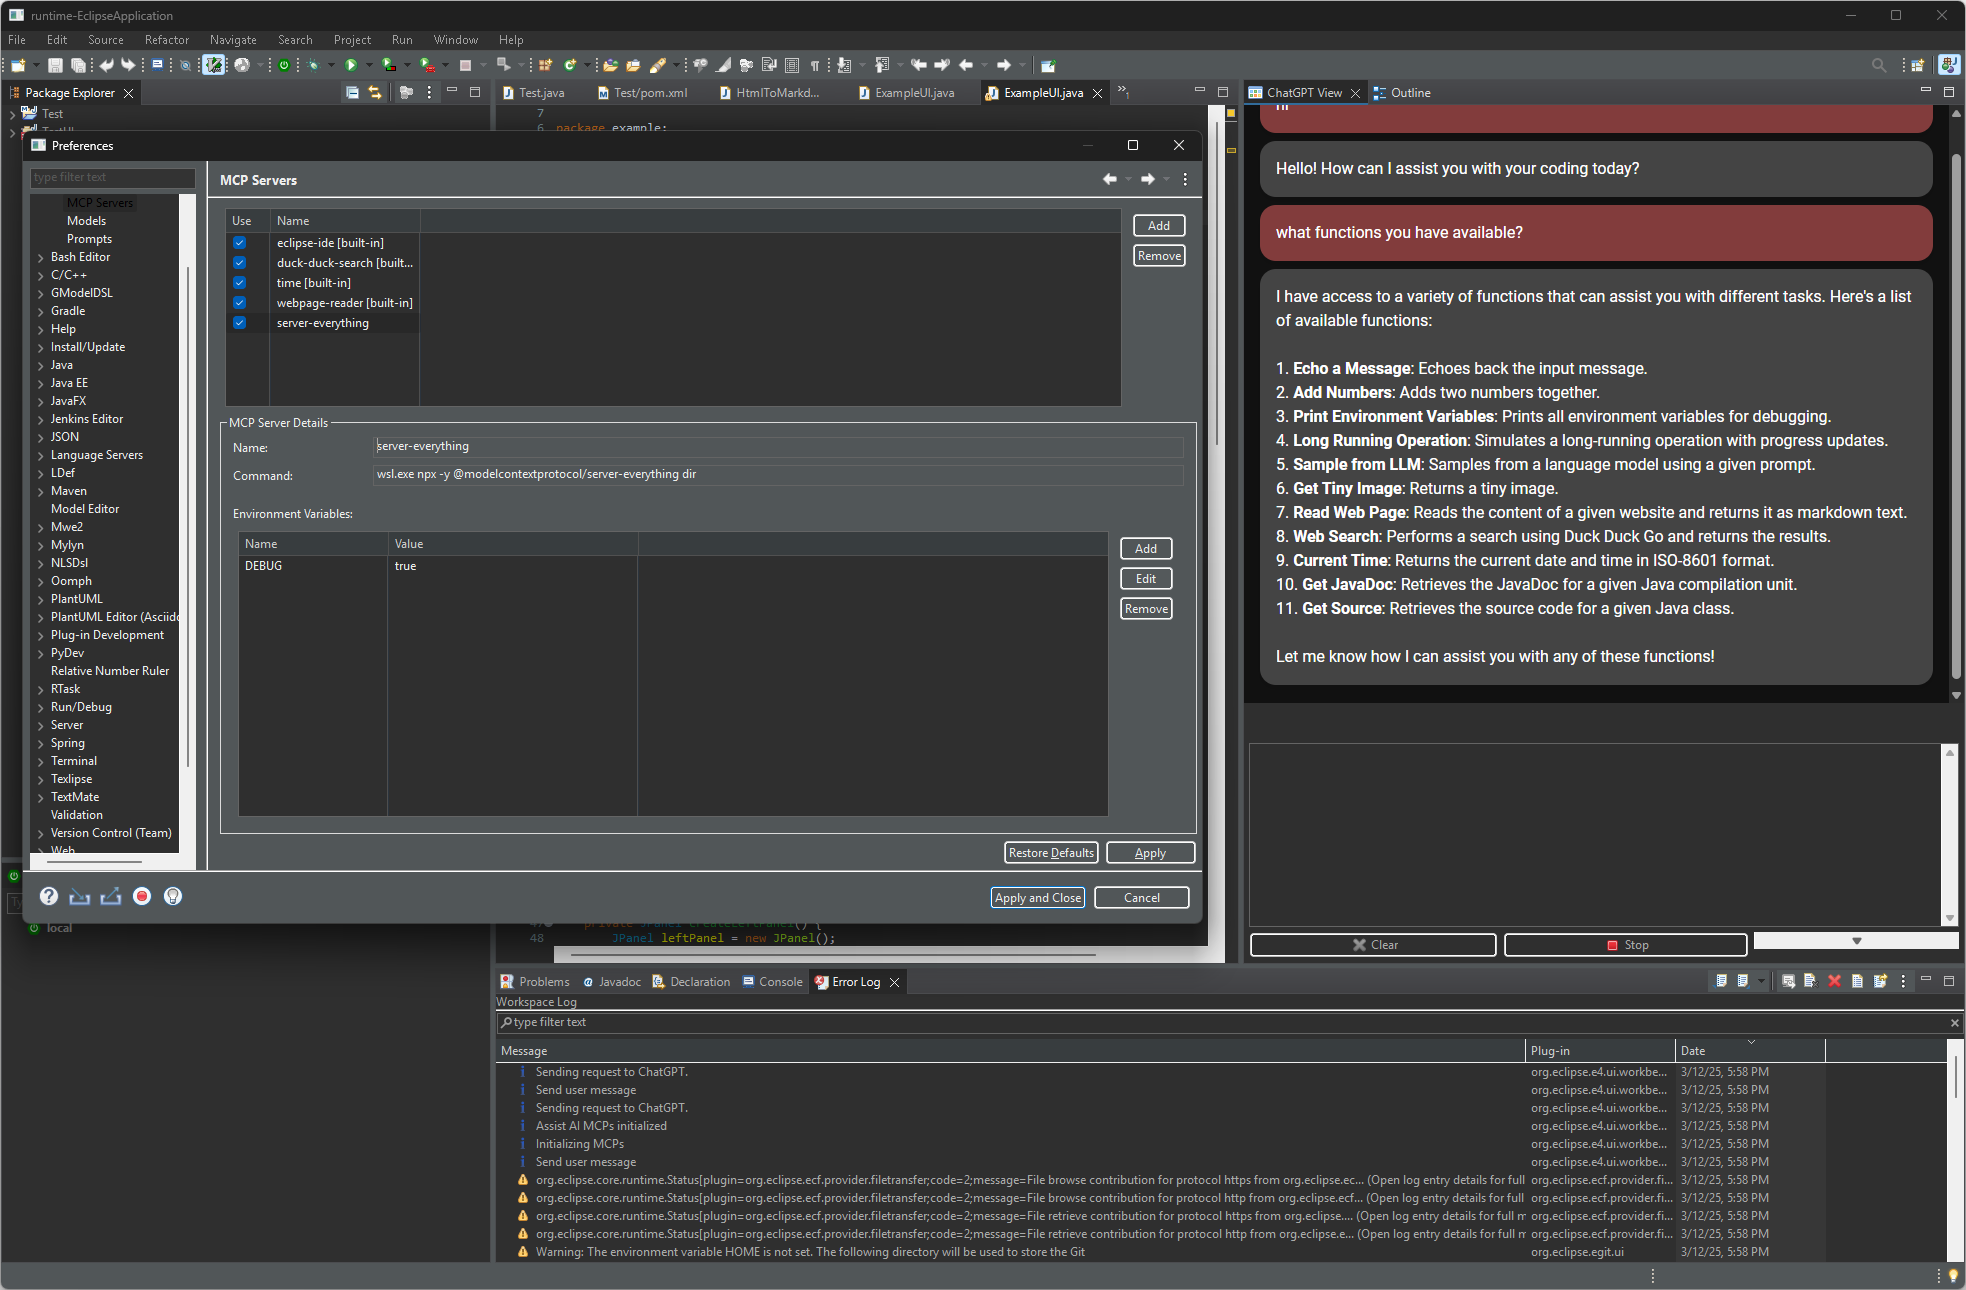 runtime-EclipseApplication
File Edit Source Refactor Navigate Search Project Run Window Help
Package Explorer
Test
Test.java Test/pom.xml HtmlToMarkd... ExampleUI.java ExampleUI.java
1
7
6 package example;
Preferences
type filter text
MCP Servers
Models
Prompts
Bash Editor
C/C++
GModelDSL
Gradle
Help
Install/Update
Java
Java EE
JavaFX
Jenkins Editor
JSON
Language Servers
LDef
Maven
Model Editor
Mwe2
Mylyn
NLSDsl
Oomph
PlantUML
PlantUML Editor (Asciido
Plug-in Development
PyDev
Relative Number Ruler
RTask
Run/Debug
Server
Spring
Terminal
Texlipse
TextMate
Validation
Version Control (Team)
Web
MCP Servers
Use Name
eclipse-ide [built-in]
duck-duck-search [built...
time [built-in]
webpage-reader [built-in]
server-everything
Add
Remove
MCP Server Details
Name: server-everything
Command: wsl.exe npx -y @modelcontextprotocol/server-everything dir
Environment Variables:
Name Value
DEBUG true
Add
Edit
Remove
Restore Defaults Apply
Apply and Close Cancel
local
private JPanel createLeftPanel() {
48 JPanel leftPanel = new JPanel();
ChatGPT View Outline
Hello! How can I assist you with your coding today?
what functions you have available?
I have access to a variety of functions that can assist you with different tasks. Here's a list
of available functions:
1. Echo a Message: Echoes back the input message.
2. Add Numbers: Adds two numbers together.
3. Print Environment Variables: Prints all environment variables for debugging.
4. Long Running Operation: Simulates a long-running operation with progress updates.
5. Sample from LLM: Samples from a language model using a given prompt.
6. Get Tiny Image: Returns a tiny image.
7. Read Web Page: Reads the content of a given website and returns it as markdown text.
8. Web Search: Performs a search using Duck Duck Go and returns the results.
9. Current Time: Returns the current date and time in ISO-8601 format.
10. Get JavaDoc: Retrieves the JavaDoc for a given Java compilation unit.
11. Get Source: Retrieves the source code for a given Java class.
Let me know how I can assist you with any of these functions!
Clear Stop
Problems Javadoc Declaration Console Error Log
Workspace Log
type filter text
Message Plug-in Date
Sending request to ChatGPT. org.eclipse.e4.ui.workbe... 3/12/25, 5:58 PM
Send user message org.eclipse.e4.ui.workbe... 3/12/25, 5:58 PM
Sending request to ChatGPT. org.eclipse.e4.ui.workbe... 3/12/25, 5:58 PM
Assist AI MCPs initialized org.eclipse.e4.ui.workbe... 3/12/25, 5:58 PM
Initializing MCPs org.eclipse.e4.ui.workbe... 3/12/25, 5:58 PM
Send user message org.eclipse.e4.ui.workbe... 3/12/25, 5:58 PM
org.eclipse.core.runtime.Status[plugin=org.eclipse.ecf.provider.filetransfer;code=2;message=File browse contribution for protocol https from org.eclipse.ec... (Open log entry details for full org.eclipse.ecf.provider.fi... 3/12/25, 5:58 PM
org.eclipse.core.runtime.Status[plugin=org.eclipse.ecf.provider.filetransfer;code=2;message=File browse contribution for protocol http from org.eclipse.ecf... (Open log entry details for full org.eclipse.ecf.provider.fi... 3/12/25, 5:58 PM
org.eclipse.core.runtime.Status[plugin=org.eclipse.ecf.provider.filetransfer;code=2;message=File retrieve contribution for protocol https from org.eclipse.... (Open log entry details for full m org.eclipse.ecf.provider.fi... 3/12/25, 5:58 PM
org.eclipse.core.runtime.Status[plugin=org.eclipse.ecf.provider.filetransfer;code=2;message=File retrieve contribution for protocol http from org.eclipse.e... (Open log entry details for full m org.eclipse.ecf.provider.fi... 3/12/25, 5:58 PM
Warning: The environment variable HOME is not set. The following directory will be used to store the Git org.eclipse.egit.ui 3/12/25, 5:58 PM